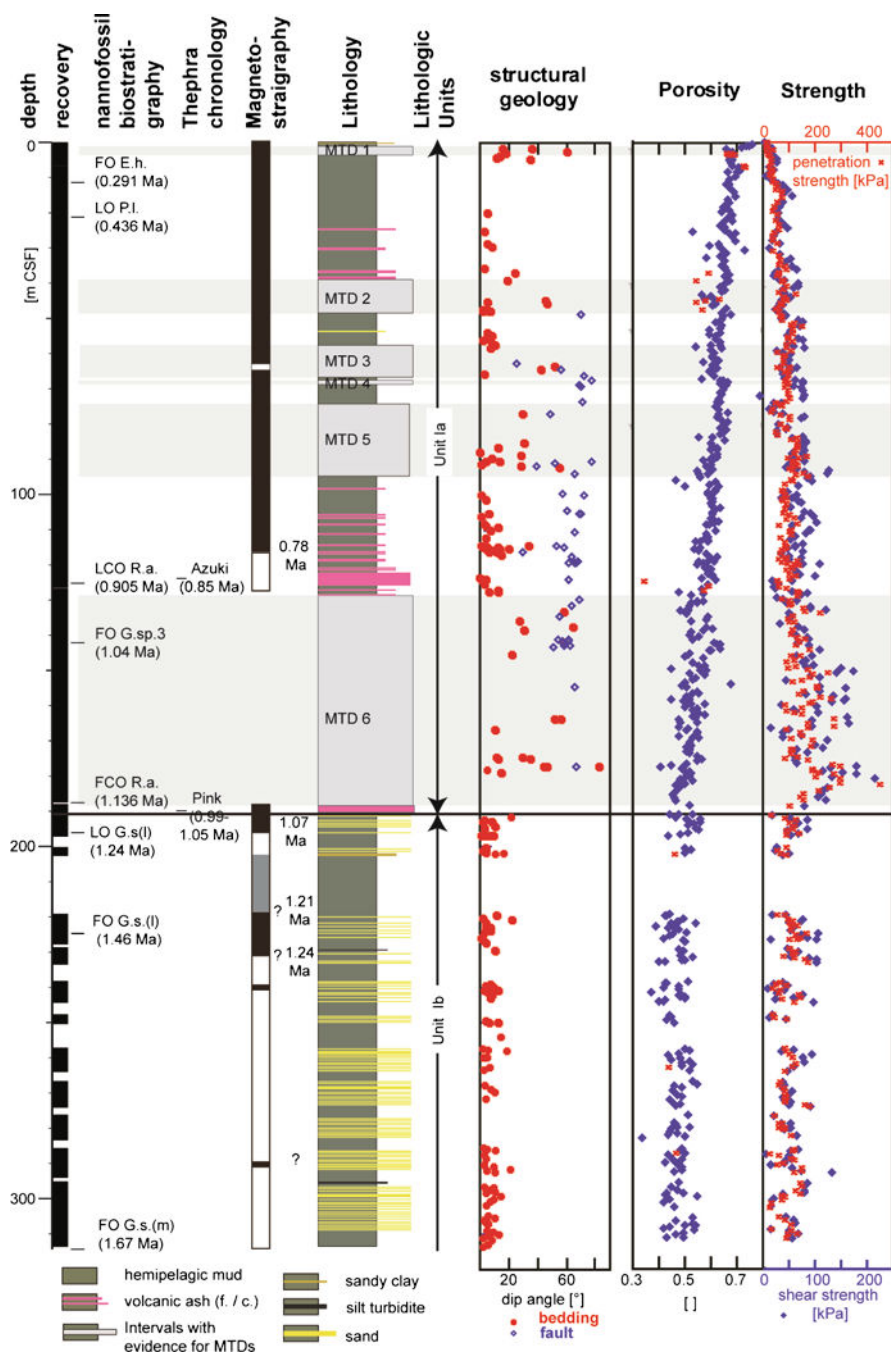 depth
recovery
nannofossil
biostrati-
graphy
Thephra
chronology
Magneto-
straigraphy
Lithology
Lithologic
Units
structural
geology
Porosity
Strength
0 200 400
penetration
strength [kPa]
0
[m CSF]
100
200
300
FO E.h.
(0.291 Ma)
LO P.l.
(0.436 Ma)
LCO R.a.
(0.905 Ma)
FO G.sp.3
(1.04 Ma)
FCO R.a.
(1.136 Ma)
LO G.s(l)
(1.24 Ma)
FO G.s.(l)
(1.46 Ma)
FO G.s.(m)
(1.67 Ma)
Azuki
(0.85 Ma)
Pink
(0.99-
1.05 Ma)
0.78
Ma
1.07
Ma
? 1.21
Ma
? 1.24
Ma
?
MTD 1
MTD 2
MTD 3
MTD 4
MTD 5
MTD 6
Unit Ia
Unit Ib
20 60
dip angle [°]
bedding
fault
0.3 0.5 0.7
[ ]
0 100 200
shear strength
[kPa]
hemipelagic mud
volcanic ash (f. / c.)
Intervals with
evidence for MTDs
sandy clay
silt turbidite
sand